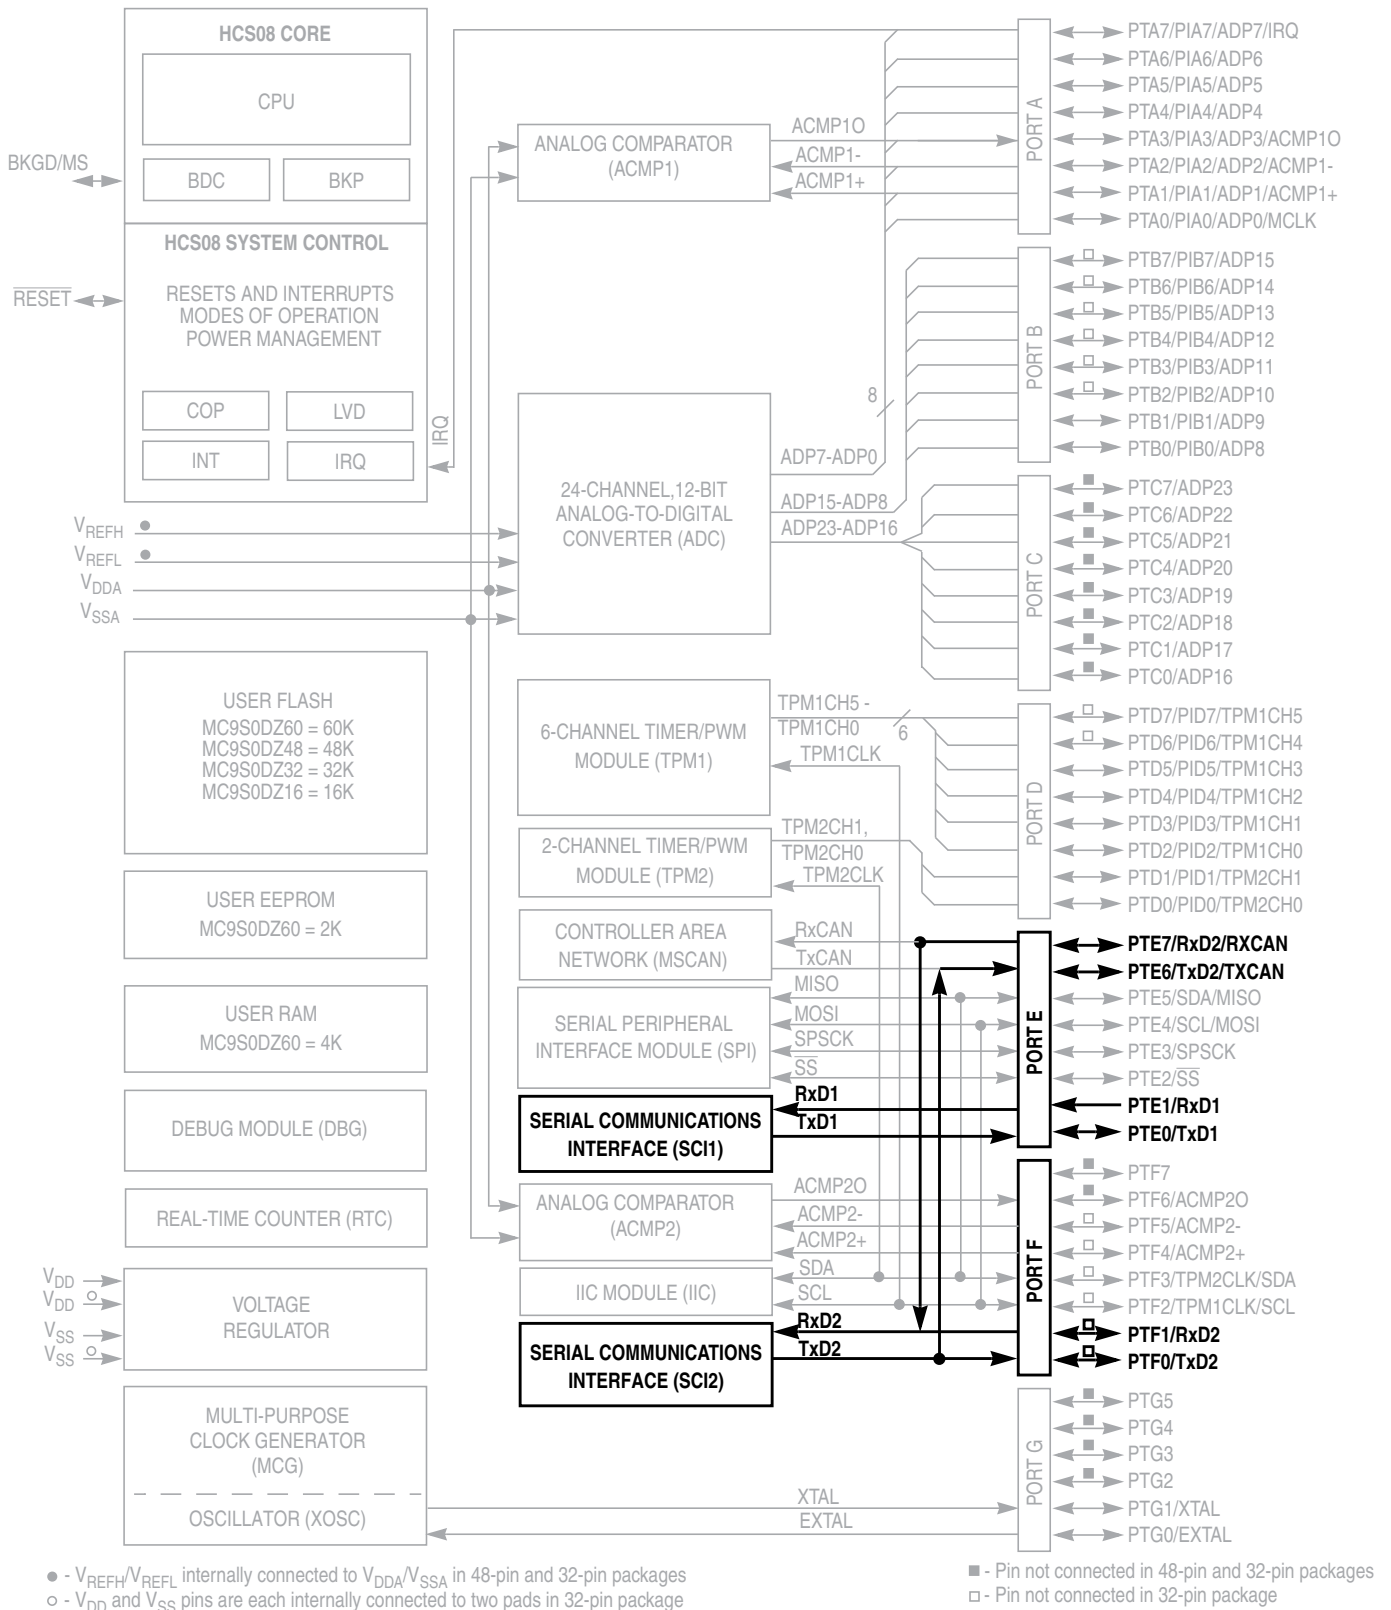 HCS08 CORE
CPU
BDC
BKP
BKGD/MS
HCS08 SYSTEM CONTROL
RESETS AND INTERRUPTS
MODES OF OPERATION
POWER MANAGEMENT
RESET
COP
LVD
INT
IRQ
IRQ
VREFH
VREFL
VDDA
VSSA
USER FLASH
MC9S0DZ60 = 60K
MC9S0DZ48 = 48K
MC9S0DZ32 = 32K
MC9S0DZ16 = 16K
USER EEPROM
MC9S0DZ60 = 2K
USER RAM
MC9S0DZ60 = 4K
DEBUG MODULE (DBG)
REAL-TIME COUNTER (RTC)
VDD
VDD
VSS
VSS
VOLTAGE
REGULATOR
MULTI-PURPOSE
CLOCK GENERATOR
(MCG)
OSCILLATOR (XOSC)
ANALOG COMPARATOR
(ACMP1)
ACMP1O
ACMP1-
ACMP1+
24-CHANNEL,12-BIT
ANALOG-TO-DIGITAL
CONVERTER (ADC)
8
ADP7-ADP0
ADP15-ADP8
ADP23-ADP16
6-CHANNEL TIMER/PWM
MODULE (TPM1)
TPM1CH5 -
TPM1CH0
6
TPM1CLK
2-CHANNEL TIMER/PWM
MODULE (TPM2)
TPM2CH1,
TPM2CH0
TPM2CLK
CONTROLLER AREA
NETWORK (MSCAN)
RxCAN
TxCAN
SERIAL PERIPHERAL
INTERFACE MODULE (SPI)
MISO
MOSI
SPSCK
SS
SERIAL COMMUNICATIONS
INTERFACE (SCI1)
RxD1
TxD1
ANALOG COMPARATOR
(ACMP2)
ACMP2O
ACMP2-
ACMP2+
IIC MODULE (IIC)
SDA
SCL
SERIAL COMMUNICATIONS
INTERFACE (SCI2)
RxD2
TxD2
XTAL
EXTAL
PORT A
PTA7/PIA7/ADP7/IRQ
PTA6/PIA6/ADP6
PTA5/PIA5/ADP5
PTA4/PIA4/ADP4
PTA3/PIA3/ADP3/ACMP1O
PTA2/PIA2/ADP2/ACMP1-
PTA1/PIA1/ADP1/ACMP1+
PTA0/PIA0/ADP0/MCLK
PORT B
PTB7/PIB7/ADP15
PTB6/PIB6/ADP14
PTB5/PIB5/ADP13
PTB4/PIB4/ADP12
PTB3/PIB3/ADP11
PTB2/PIB2/ADP10
PTB1/PIB1/ADP9
PTB0/PIB0/ADP8
PORT C
PTC7/ADP23
PTC6/ADP22
PTC5/ADP21
PTC4/ADP20
PTC3/ADP19
PTC2/ADP18
PTC1/ADP17
PTC0/ADP16
PORT D
PTD7/PID7/TPM1CH5
PTD6/PID6/TPM1CH4
PTD5/PID5/TPM1CH3
PTD4/PID4/TPM1CH2
PTD3/PID3/TPM1CH1
PTD2/PID2/TPM1CH0
PTD1/PID1/TPM2CH1
PTD0/PID0/TPM2CH0
PORT E
PTE7/RxD2/RXCAN
PTE6/TxD2/TXCAN
PTE5/SDA/MISO
PTE4/SCL/MOSI
PTE3/SPSCK
PTE2/SS
PTE1/RxD1
PTE0/TxD1
PORT F
PTF7
PTF6/ACMP2O
PTF5/ACMP2-
PTF4/ACMP2+
PTF3/TPM2CLK/SDA
PTF2/TPM1CLK/SCL
PTF1/RxD2
PTF0/TxD2
PORT G
PTG5
PTG4
PTG3
PTG2
PTG1/XTAL
PTG0/EXTAL
● - VREFH/VREFL internally connected to VDDA/VSSA in 48-pin and 32-pin packages
○ - VDD and VSS pins are each internally connected to two pads in 32-pin package
■ - Pin not connected in 48-pin and 32-pin packages
□ - Pin not connected in 32-pin package